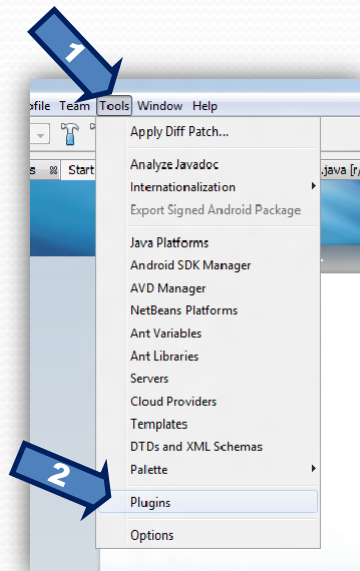 1
ofile Team Tools Window Help
Apply Diff Patch...
s Start
Analyze Javadoc
.java [r/
Internationalization
Export Signed Android Package
Java Platforms
Android SDK Manager
AVD Manager
NetBeans Platforms
Ant Variables
Ant Libraries
Servers
Cloud Providers
Templates
DTDs and XML Schemas
Palette
2
Plugins
Options